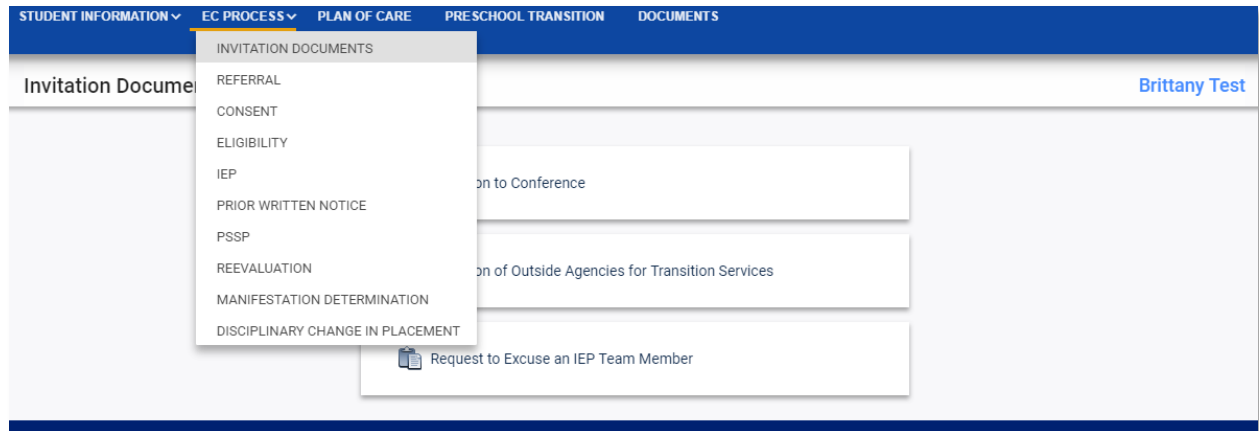 STUDENT INFORMATION EC PROCESS PLAN OF CARE PRESCHOOL TRANSITION DOCUMENTS
INVITATION DOCUMENTS
Invitation Docume
Brittany Test
REFERRAL
CONSENT
ELIGIBILITY
IEP
on to Conference
PRIOR WRITTEN NOTICE
PSSP
REEVALUATION
on of Outside Agencies for Transition Services
MANIFESTATION DETERMINATION
DISCIPLINARY CHANGE IN PLACEMENT
Request to Excuse an IEP Team Member